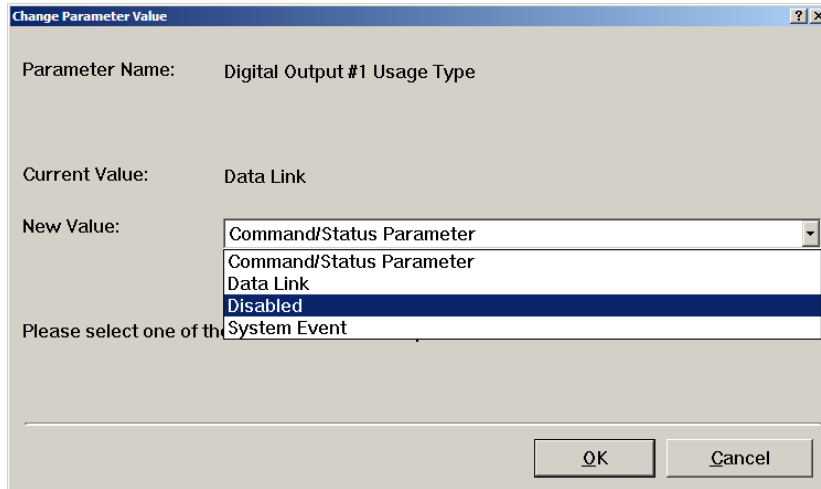 Change Parameter Value
Parameter Name: Digital Output #1 Usage Type
Current Value: Data Link
New Value: Command/Status Parameter
Command/Status Parameter
Data Link
Disabled
System Event
Please select one of the
OK Cancel